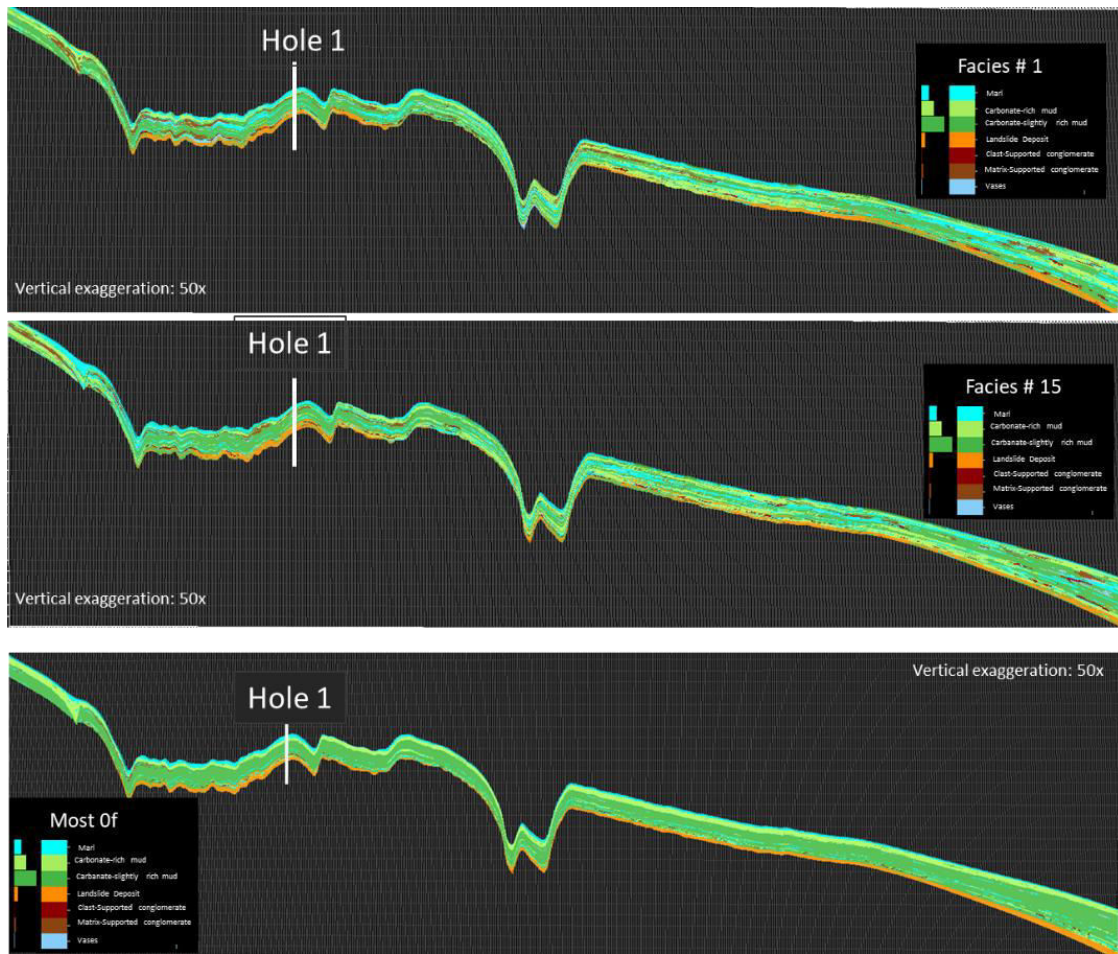 Hole 1
Facies # 1
Marl
Carbonate-rich mud
Carbonate-slightly rich mud
Landslide Deposit
Clast-Supported conglomerate
Matrix-Supported conglomerate
Vases
Vertical exaggeration: 50x
Hole 1
Facies # 15
Marl
Carbonate-rich mud
Carbanate-slightly rich mud
Landslide Deposit
Clast-Supported conglomerate
Matrix-Supported conglomerate
Vases
Vertical exaggeration: 50x
Vertical exaggeration: 50x
Hole 1
Most 0f
Marl
Carbonate-rich mud
Carbanate-slightly rich mud
Landslide Deposit
Clast-Supported conglomerate
Matrix-Supported conglomerate
Vases